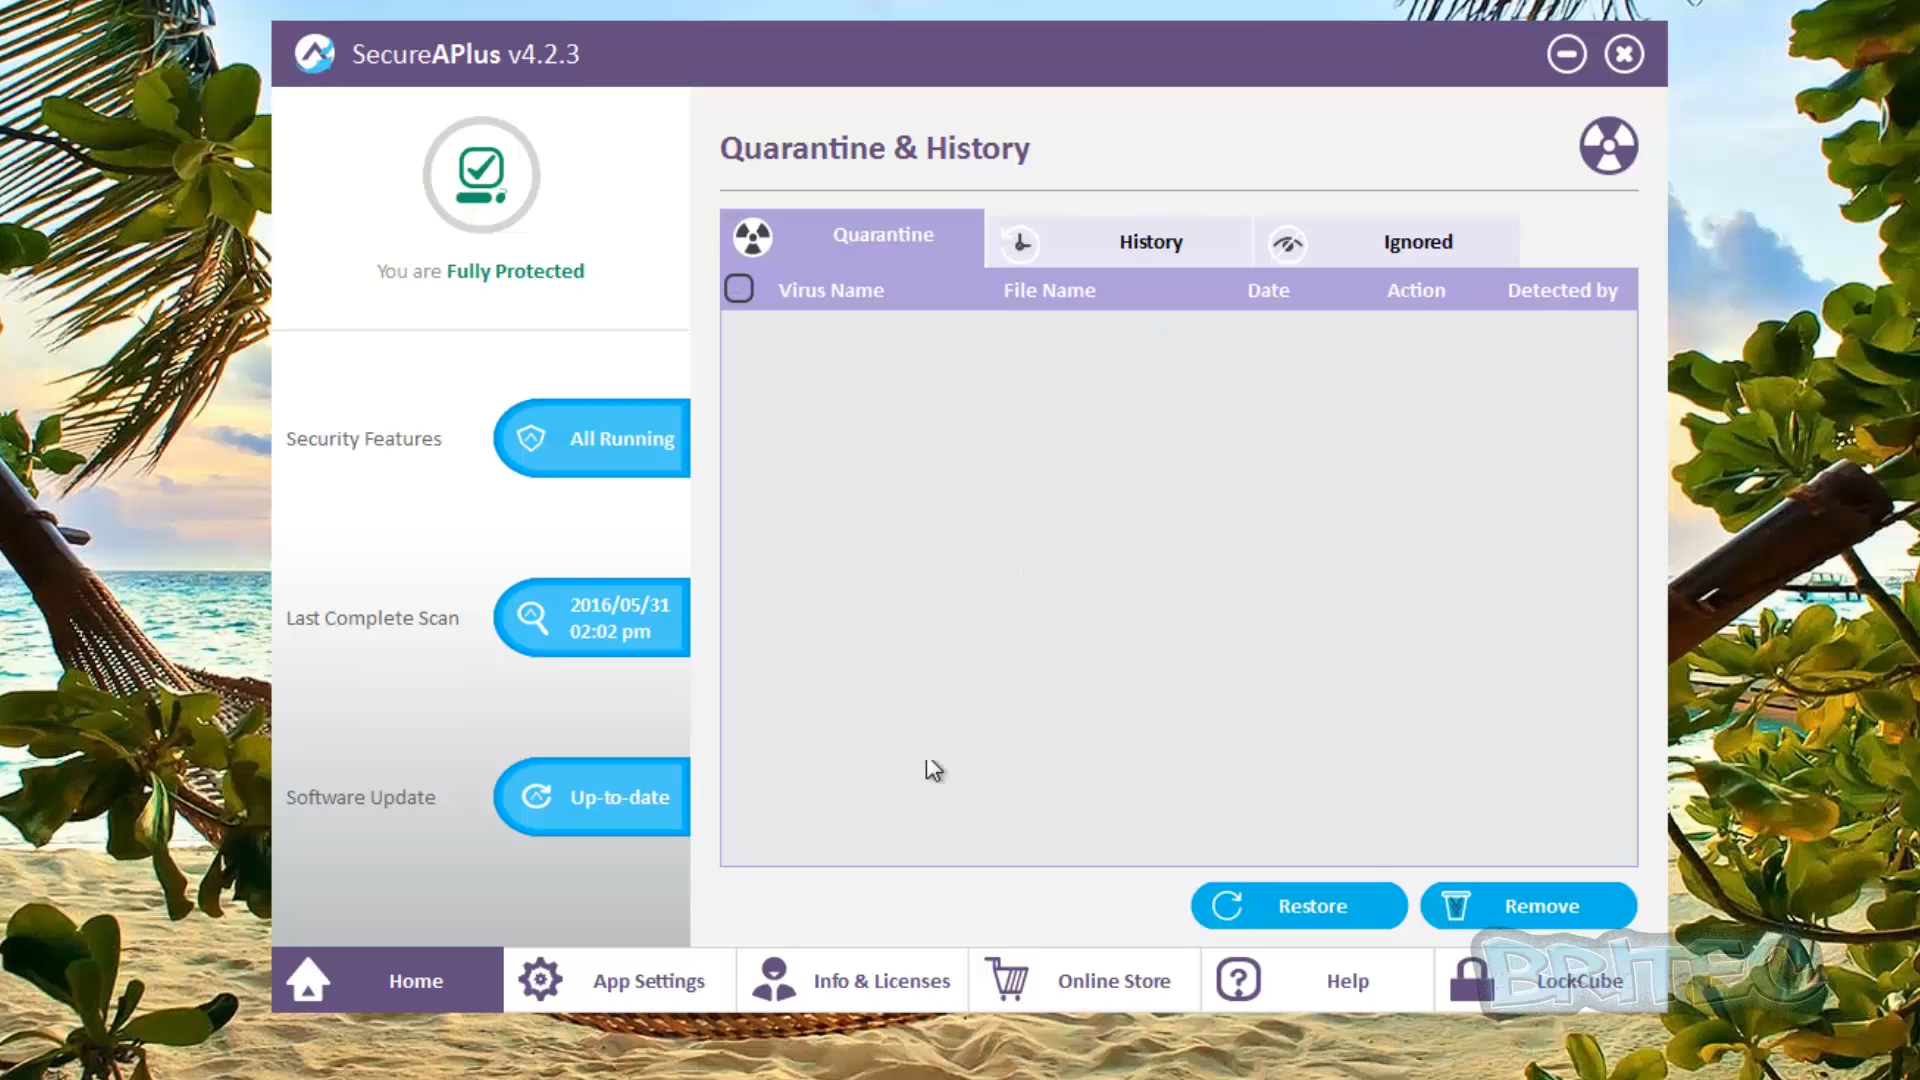 SecureAPlus v4.2.3
You are Fully Protected
Security Features
All Running
Last Complete Scan
2016/05/31
02:02 pm
Software Update
Up-to-date
Quarantine & History
Quarantine
History
Ignored
Virus Name
File Name
Date
Action
Detected by
Restore
Remove
Home
App Settings
Info & Licenses
Online Store
Help
LockCube
BRITEC